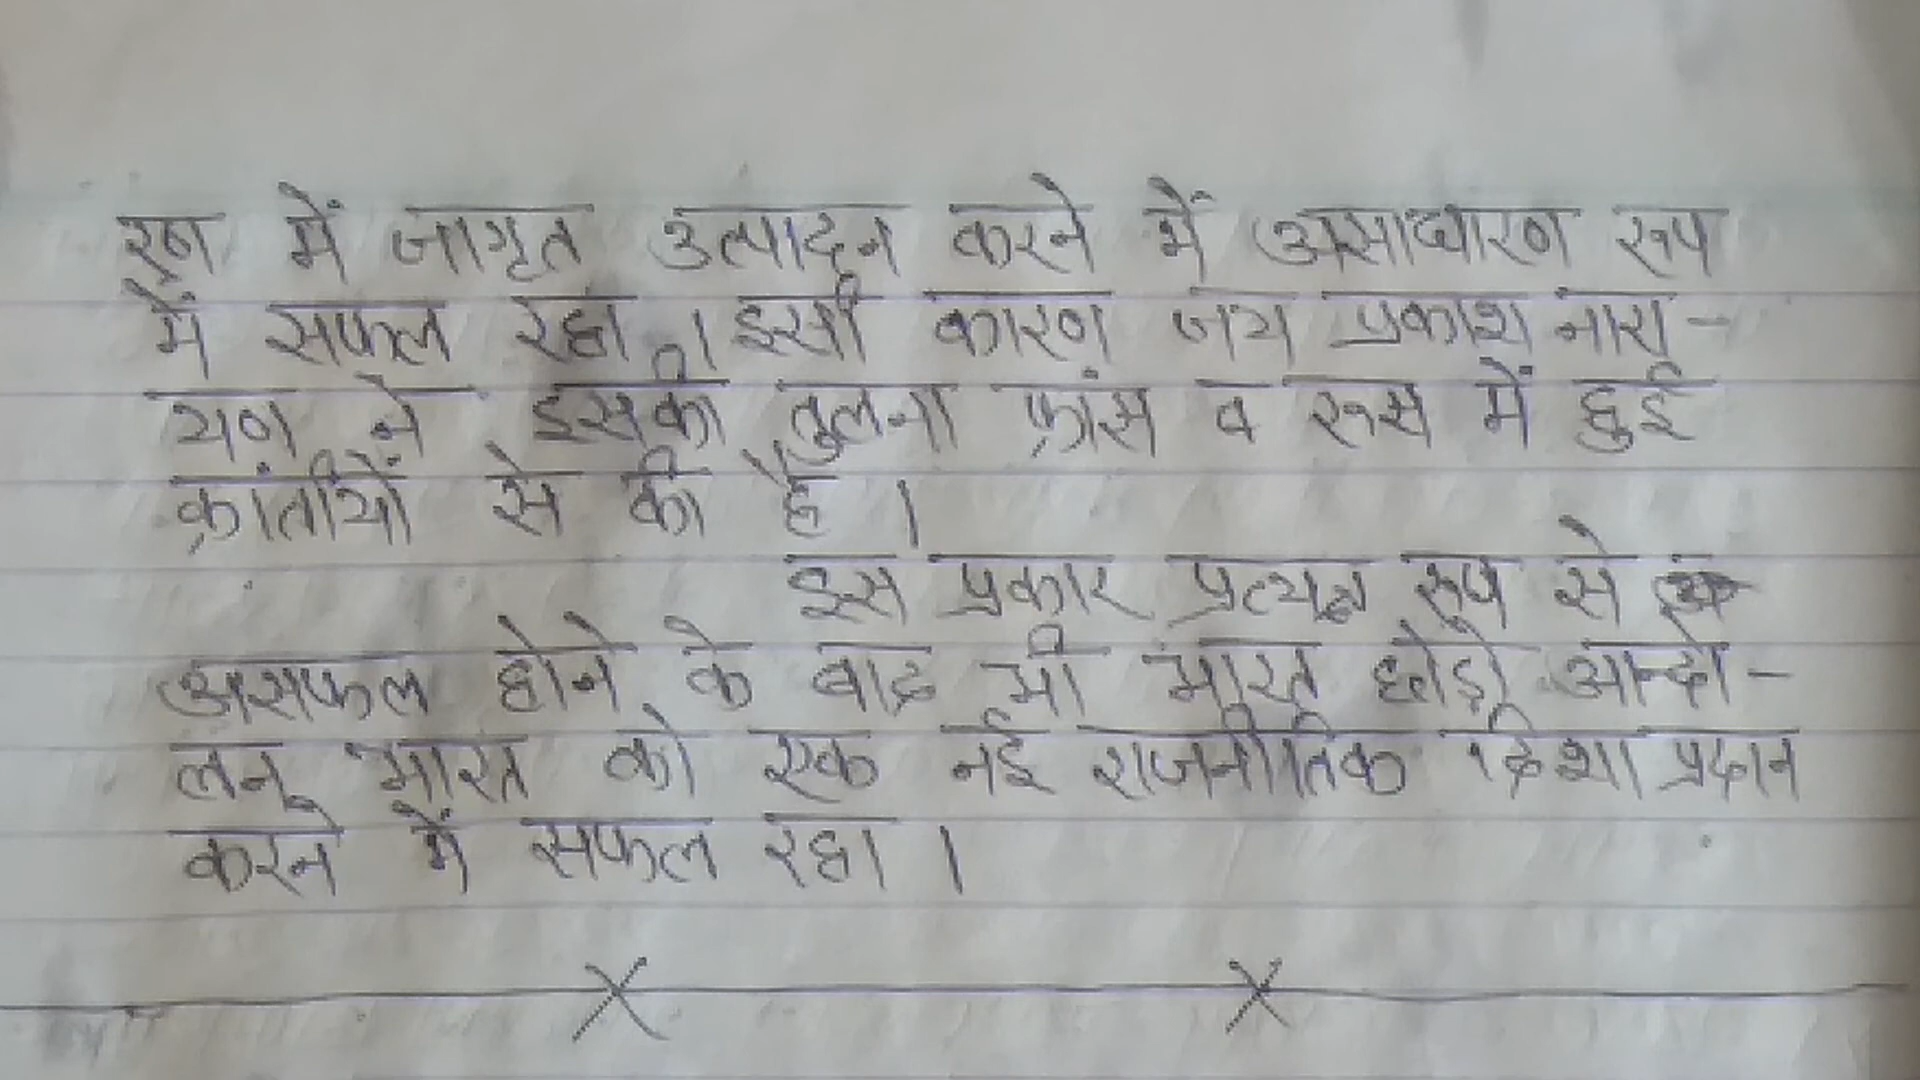 रण में जागृत उत्पादन करने में असाधारण रूप
में सफल रहा । इसी कारण जय प्रकाश नारा-
यण ने इसकी तुलना फ्रांस व रूस में हुई
क्रांतीयों से की है ।
इस प्रकार प्रत्यक्ष रूप से
असफल होने के बाद भी भारत छोड़ो आन्दो-
लन भारत को एक नई राजनीतिक दिशा प्रदान
करने में सफल रहा ।